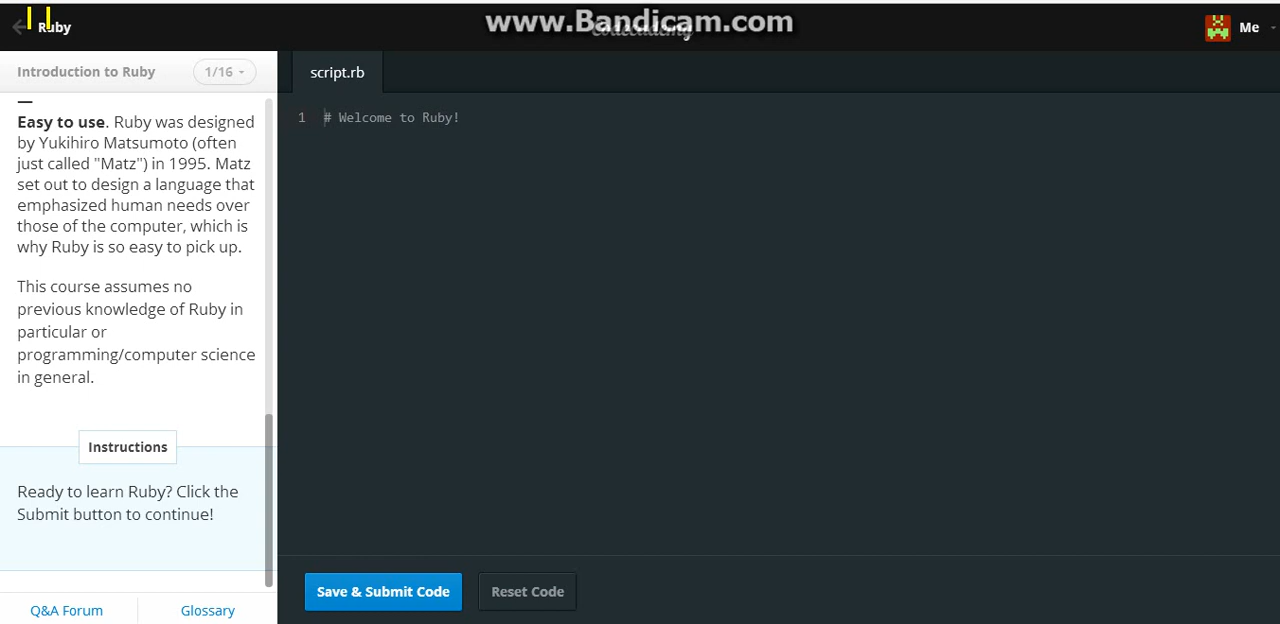 www.Bandicam.com
Ruby
Codecademy
Me
Introduction to Ruby
1/16
script.rb
Easy to use. Ruby was designed
by Yukihiro Matsumoto (often
just called "Matz") in 1995. Matz
set out to design a language that
emphasized human needs over
those of the computer, which is
why Ruby is so easy to pick up.
This course assumes no
previous knowledge of Ruby in
particular or
programming/computer science
in general.
Instructions
Ready to learn Ruby? Click the
Submit button to continue!
Q&A Forum
Glossary
1 # Welcome to Ruby!
Save & Submit Code
Reset Code